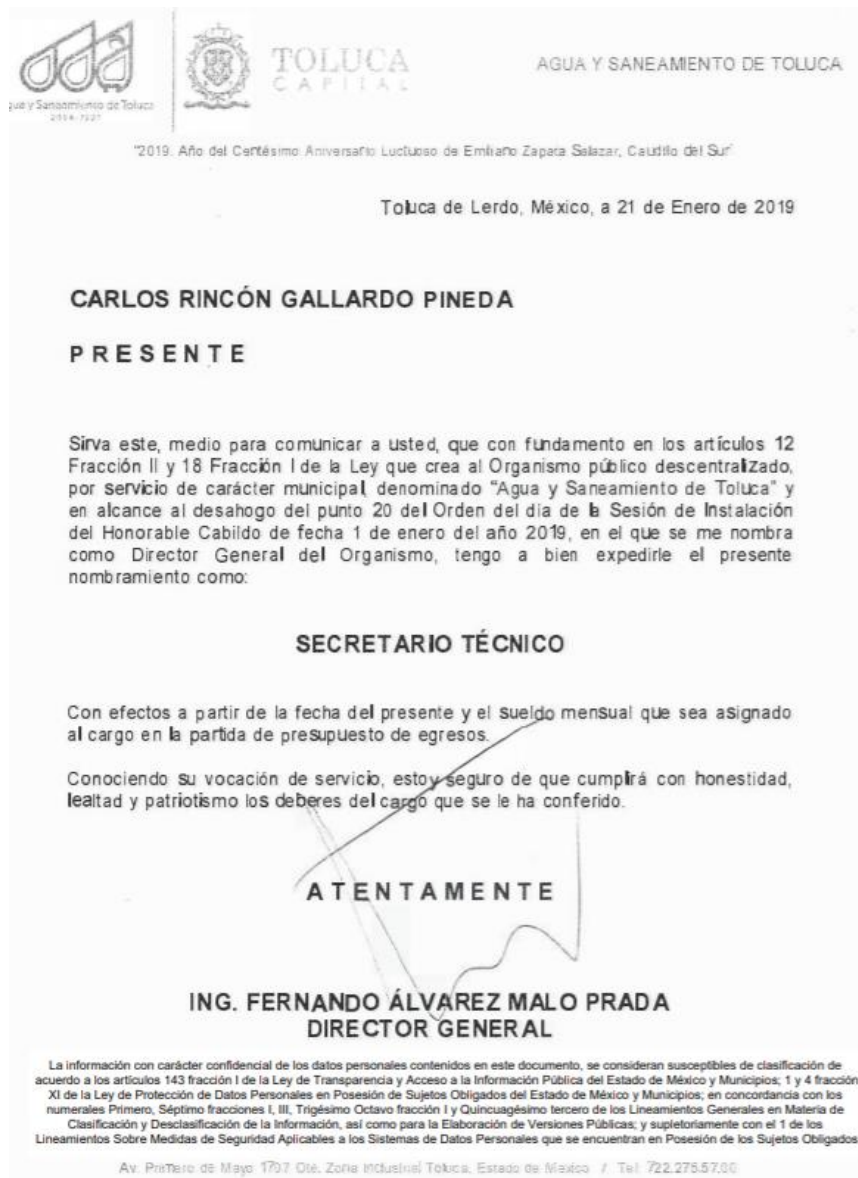 TOLUCA
CAPITAL
AGUA Y SANEAMIENTO DE TOLUCA
Agua y Saneamiento de Toluca
"2019. Año del Centésimo Aniversario Luctuoso de Emiliano Zapata Salazar, Caudillo del Sur"
Toluca de Lerdo, México, a 21 de Enero de 2019
CARLOS RINCÓN GALLARDO PINEDA
P R E S E N T E
Sirva este, medio para comunicar a usted, que con fundamento en los artículos 12
Fracción II y 18 Fracción I de la Ley que crea al Organismo público descentralizado,
por servicio de carácter municipal, denominado "Agua y Saneamiento de Toluca" y
en alcance al desahogo del punto 20 del Orden del dia de la Sesión de Instalación
del Honorable Cabildo de fecha 1 de enero del año 2019, en el que se me nombra
como Director General del Organismo, tengo a bien expedirle el presente
nombramiento como:
SECRETARIO TÉCNICO
Con efectos a partir de la fecha del presente y el sueldo mensual que sea asignado
al cargo en la partida de presupuesto de egresos.
Conociendo su vocación de servicio, estoy seguro de que cumplirá con honestidad,
lealtad y patriotismo los deberes del cargo que se le ha conferido.
A T E N T A M E N T E
ING. FERNANDO ÁLVAREZ MALO PRADA
DIRECTOR GENERAL
La información con carácter confidencial de los datos personales contenidos en este documento, se consideran susceptibles de clasificación de
acuerdo a los artículos 143 fracción I de la Ley de Transparencia y Acceso a la Información Pública del Estado de México y Municipios; 1 y 4 fracción
XI de la Ley de Protección de Datos Personales en Posesión de Sujetos Obligados del Estado de México y Municipios; en concordancia con los
numerales Primero, Séptimo fracciones I, III, Trigésimo Octavo fracción I y Quincuagésimo tercero de los Lineamientos Generales en Materia de
Clasificación y Desclasificación de la Información, así como para la Elaboración de Versiones Públicas; y supletoriamente con el 1 de los
Lineamientos Sobre Medidas de Seguridad Aplicables a los Sistemas de Datos Personales que se encuentran en Posesión de los Sujetos Obligados
Av. Primero de Mayo 1707 Ote. Zona Industrial Toluca, Estado de México / Tel: 722.275.57.